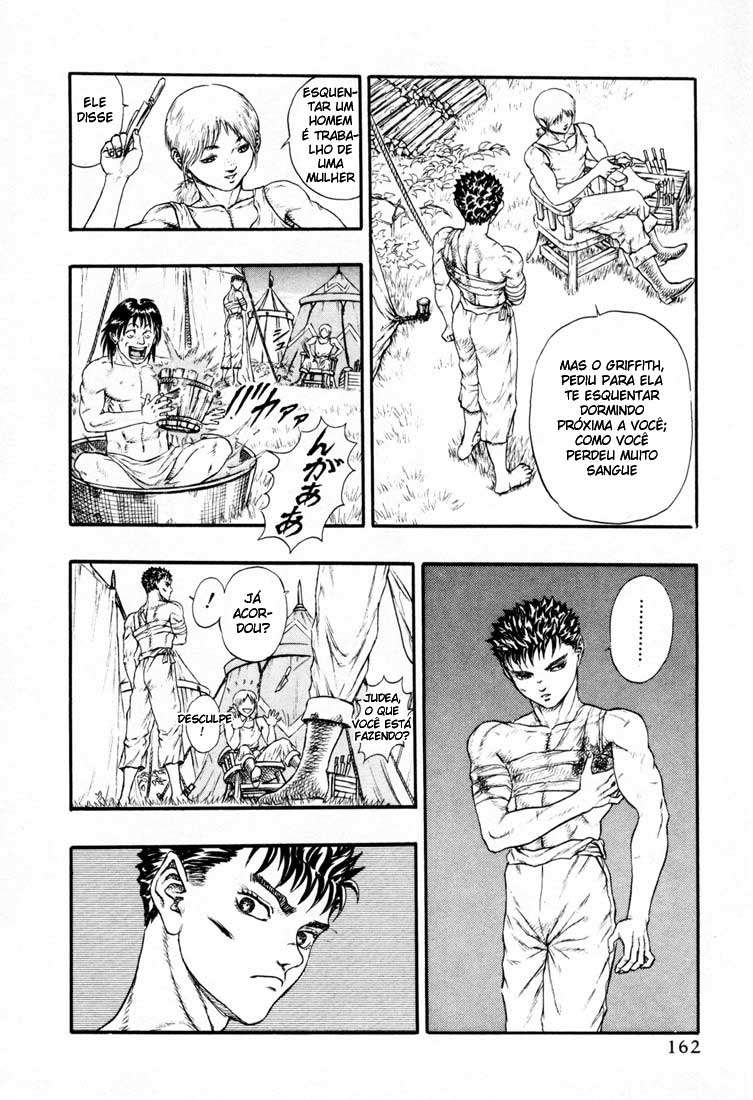 MAS O GRIFFITH,
PEDIU PARA ELA
TE ESQUENTAR
DORMINDO
PRÓXIMA A VOCÊ;
COMO VOCÊ
PERDEU MUITO
SANGUE
ESQUEN-
TAR UM
HOMEM
É TRABA-
LHO DE
UMA
MULHER
ELE
DISSE
んがああ
.........
JÁ
ACOR-
DOU?
!
JUDEA,
O QUE
VOCÊ ESTÁ
FAZENDO?
DESCULPE
!
162